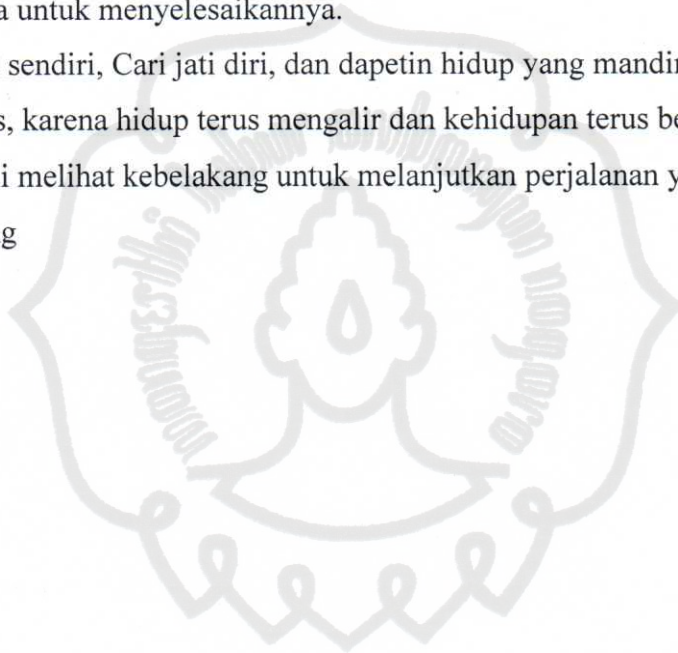 a untuk menyelesaikannya.
sendiri, Cari jati diri, dan dapetin hidup yang mandir
s, karena hidup terus mengalir dan kehidupan terus be
i melihat kebelakang untuk melanjutkan perjalanan y
g